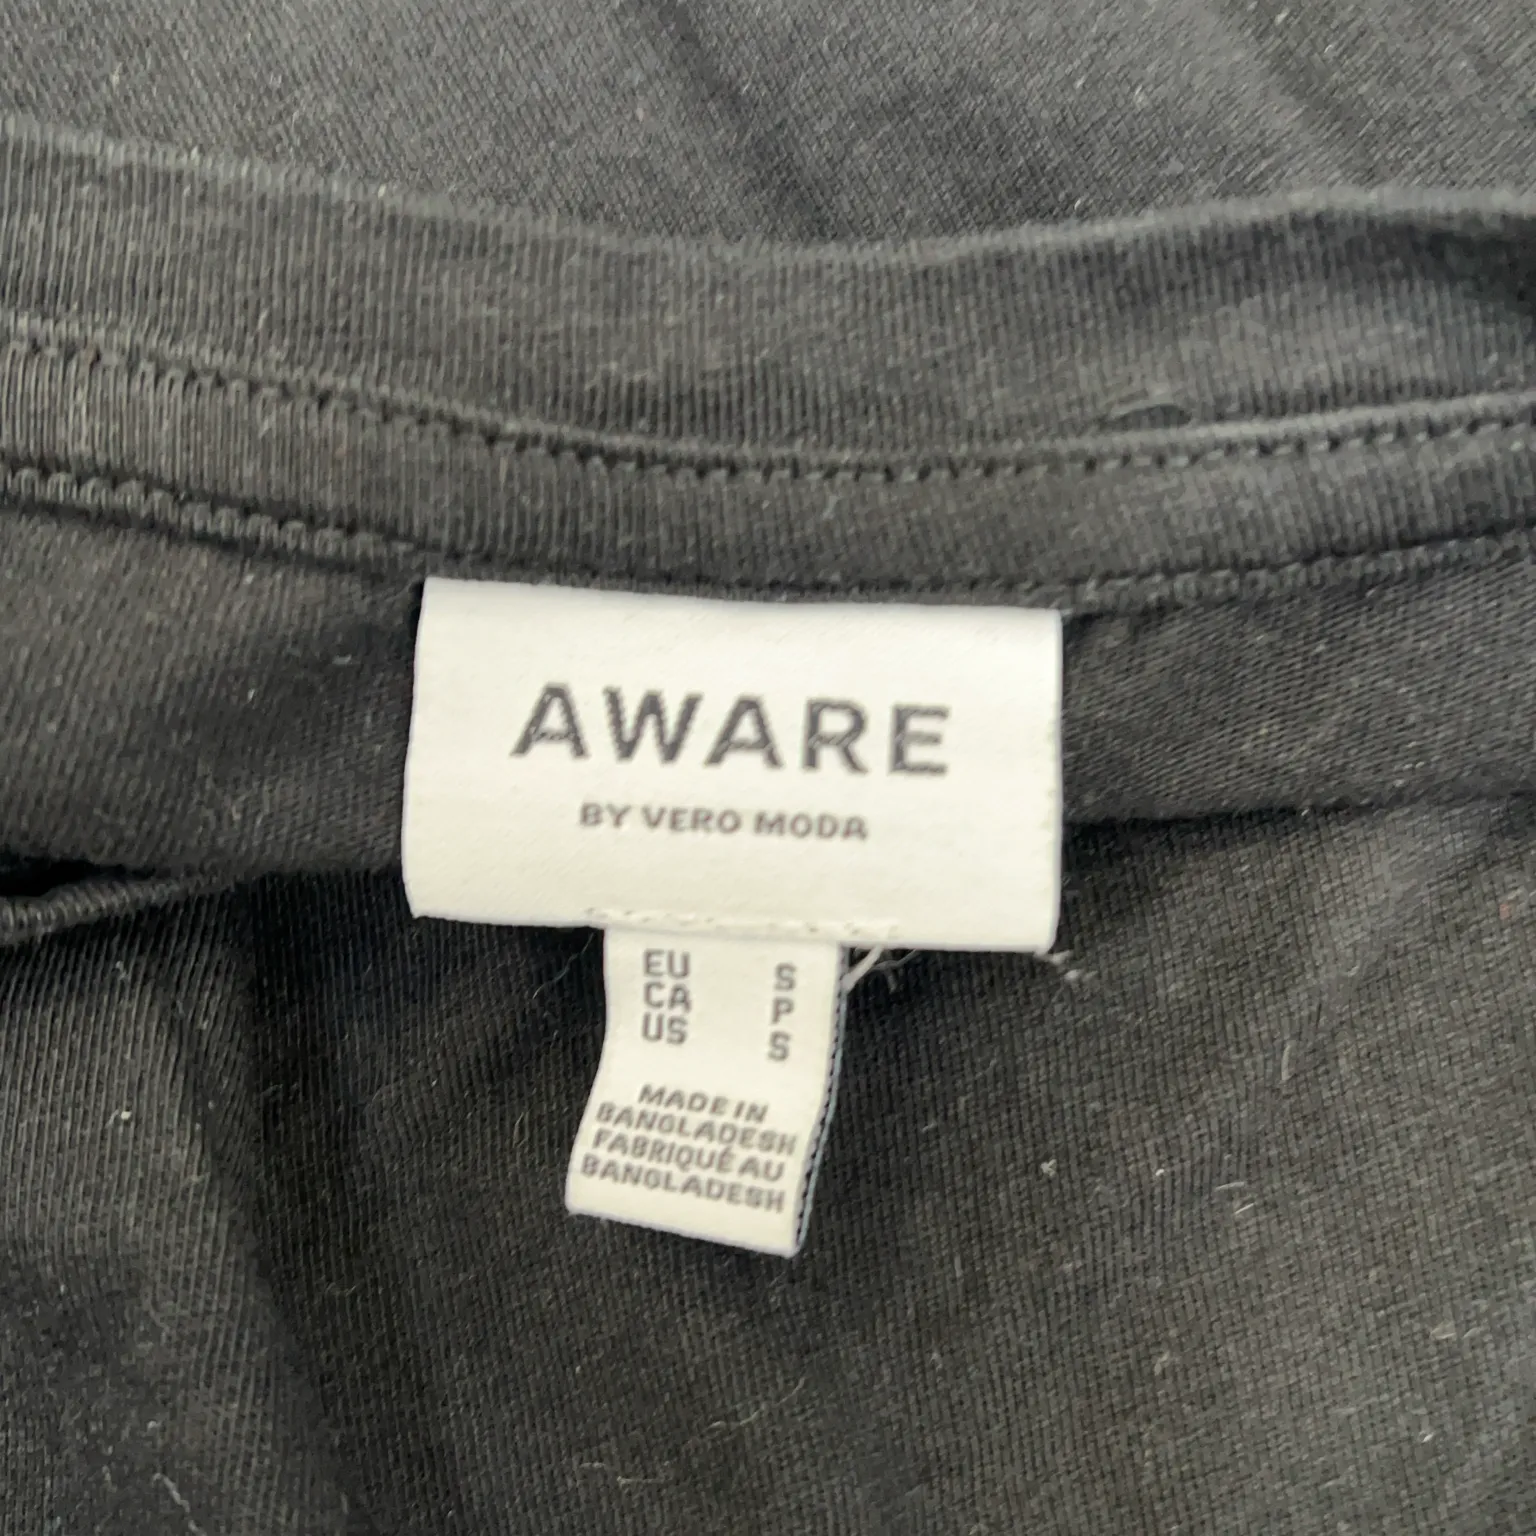 AWARE
BY VERO MODA
EU S
CA P
US S
MADE IN
BANGLADESH
FABRIQUÉ AU
BANGLADESH